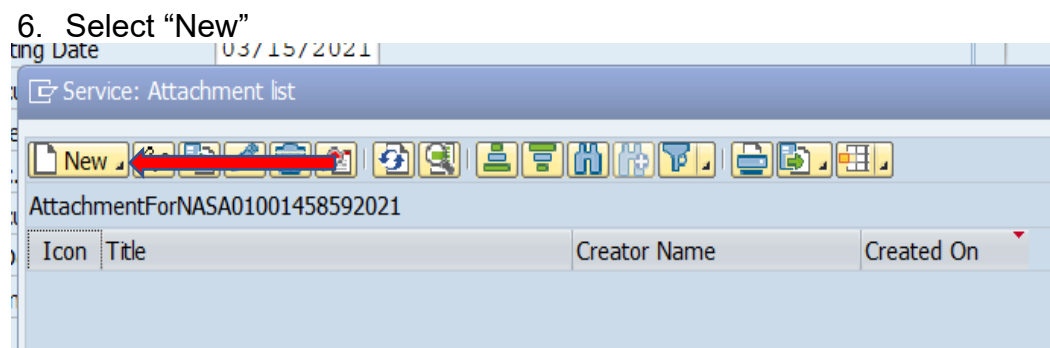 6. Select “New”
ting Date 03/15/2021
Service: Attachment list
New
AttachmentForNASA01001458592021
Icon Title Creator Name Created On